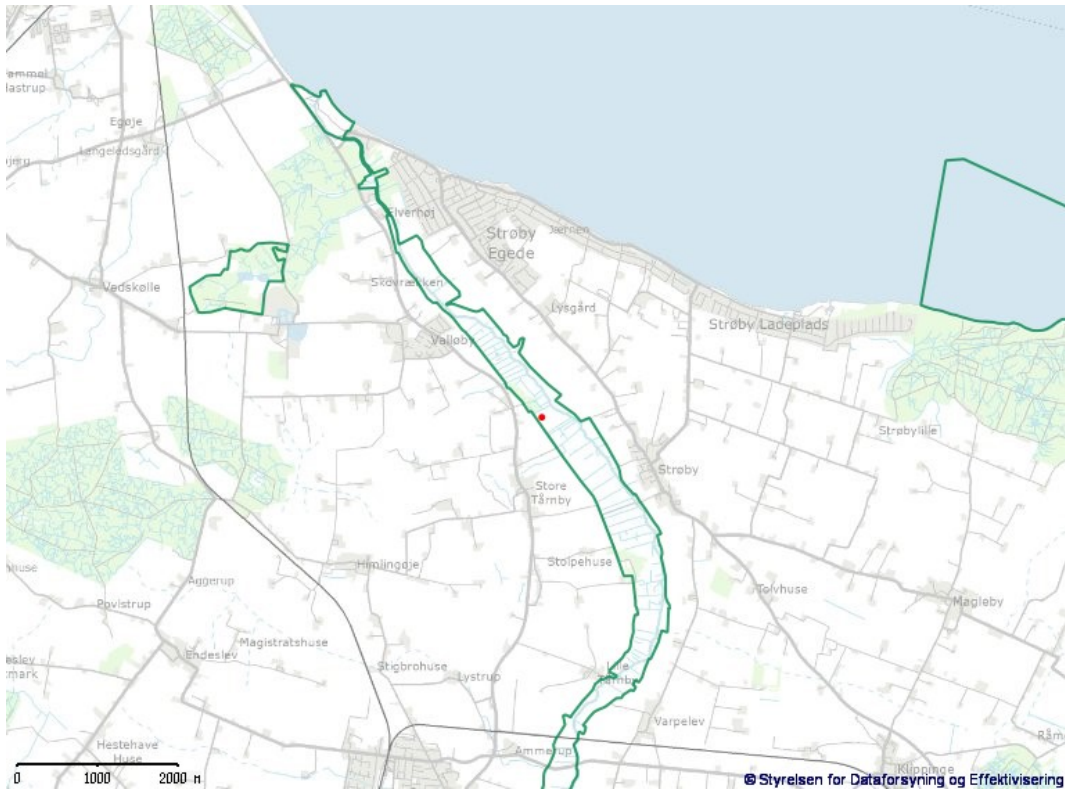 Egøje
Langeledsgård
Elverhøj
Strøby
Egede
Jærnen
Vedskølle
Skovrækken
Lysgård
Strøby Ladeplads
Valløby
Strøbylille
Strøby
Store
Tårnby
Himlingøje
Stolpehuse
Aggerup
Tolvhuse
Povlstrup
Magleby
Magistratshuse
Endeslev
Stigbrohuse
Lystrup
Lille
Tårnby
Varpelev
Hestehave
Huse
Ammerup
Klippinge
0 1000 2000 M
© Styrelsen for Dataforsyning og Effektivisering